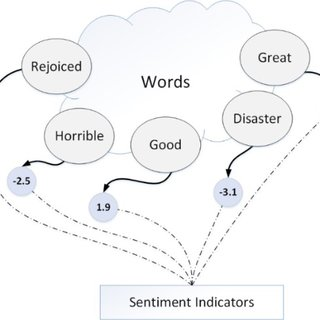 Great
Rejoiced
Words
Disaster
Horrible
Good
-2.5
-3.1
1.9
Sentiment Indicators